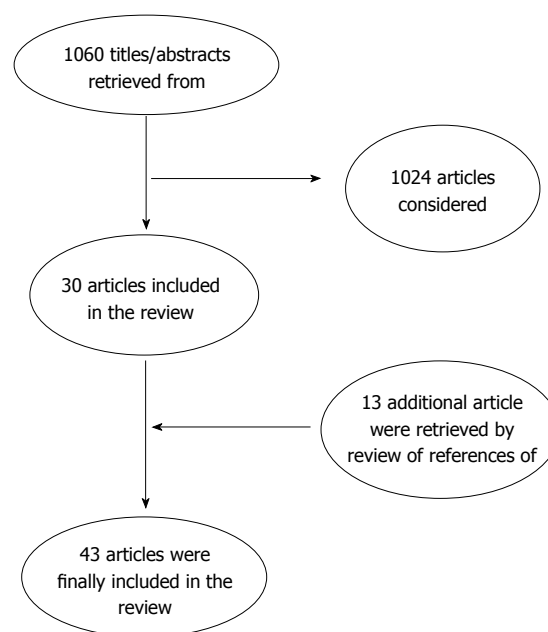 1060 titles/abstracts
retrieved from
1024 articles
considered
30 articles included
in the review
13 additional article
were retrieved by
review of references of
43 articles were
finally included in the
review